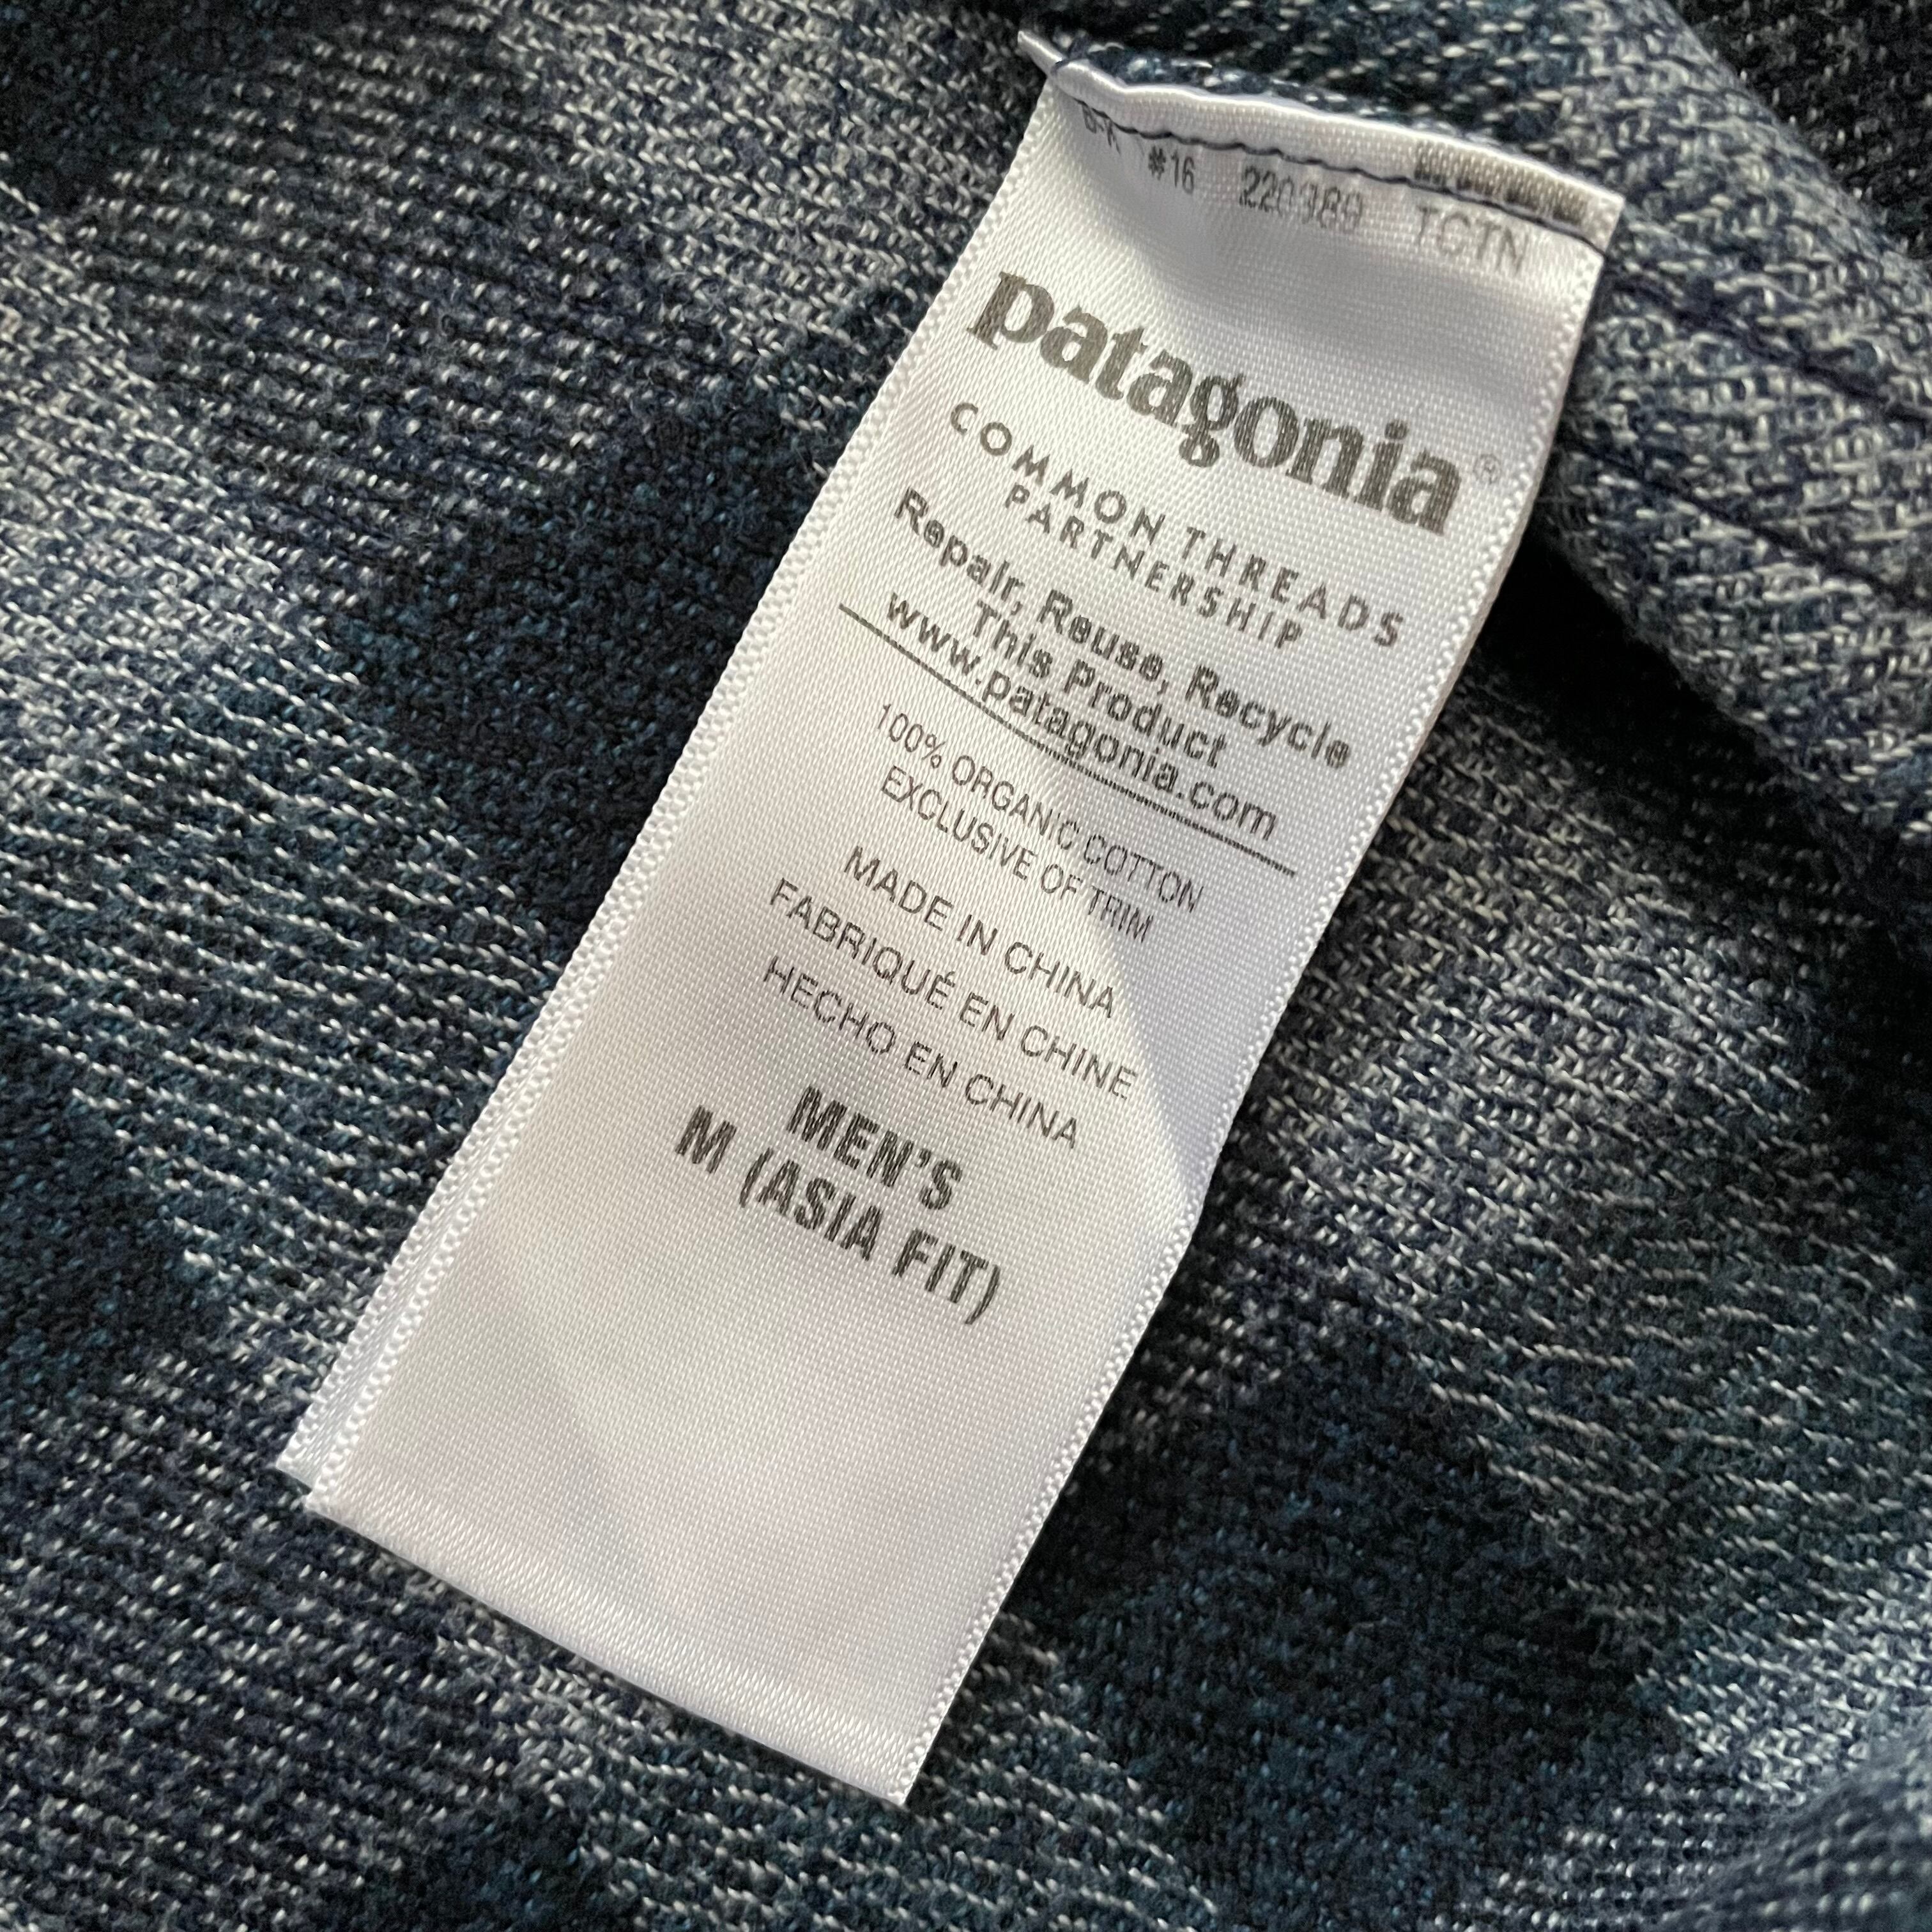 #16 TCTN
patagonia®
COMMON THREADS
PARTNERSHIP
Repair, Reuse, Recycle
This Product
www.patagonia.com
100% ORGANIC COTTON
EXCLUSIVE OF TRIM
MADE IN CHINA
FABRIQUÉ EN CHINE
HECHO EN CHINA
MEN'S
M (ASIA FIT)